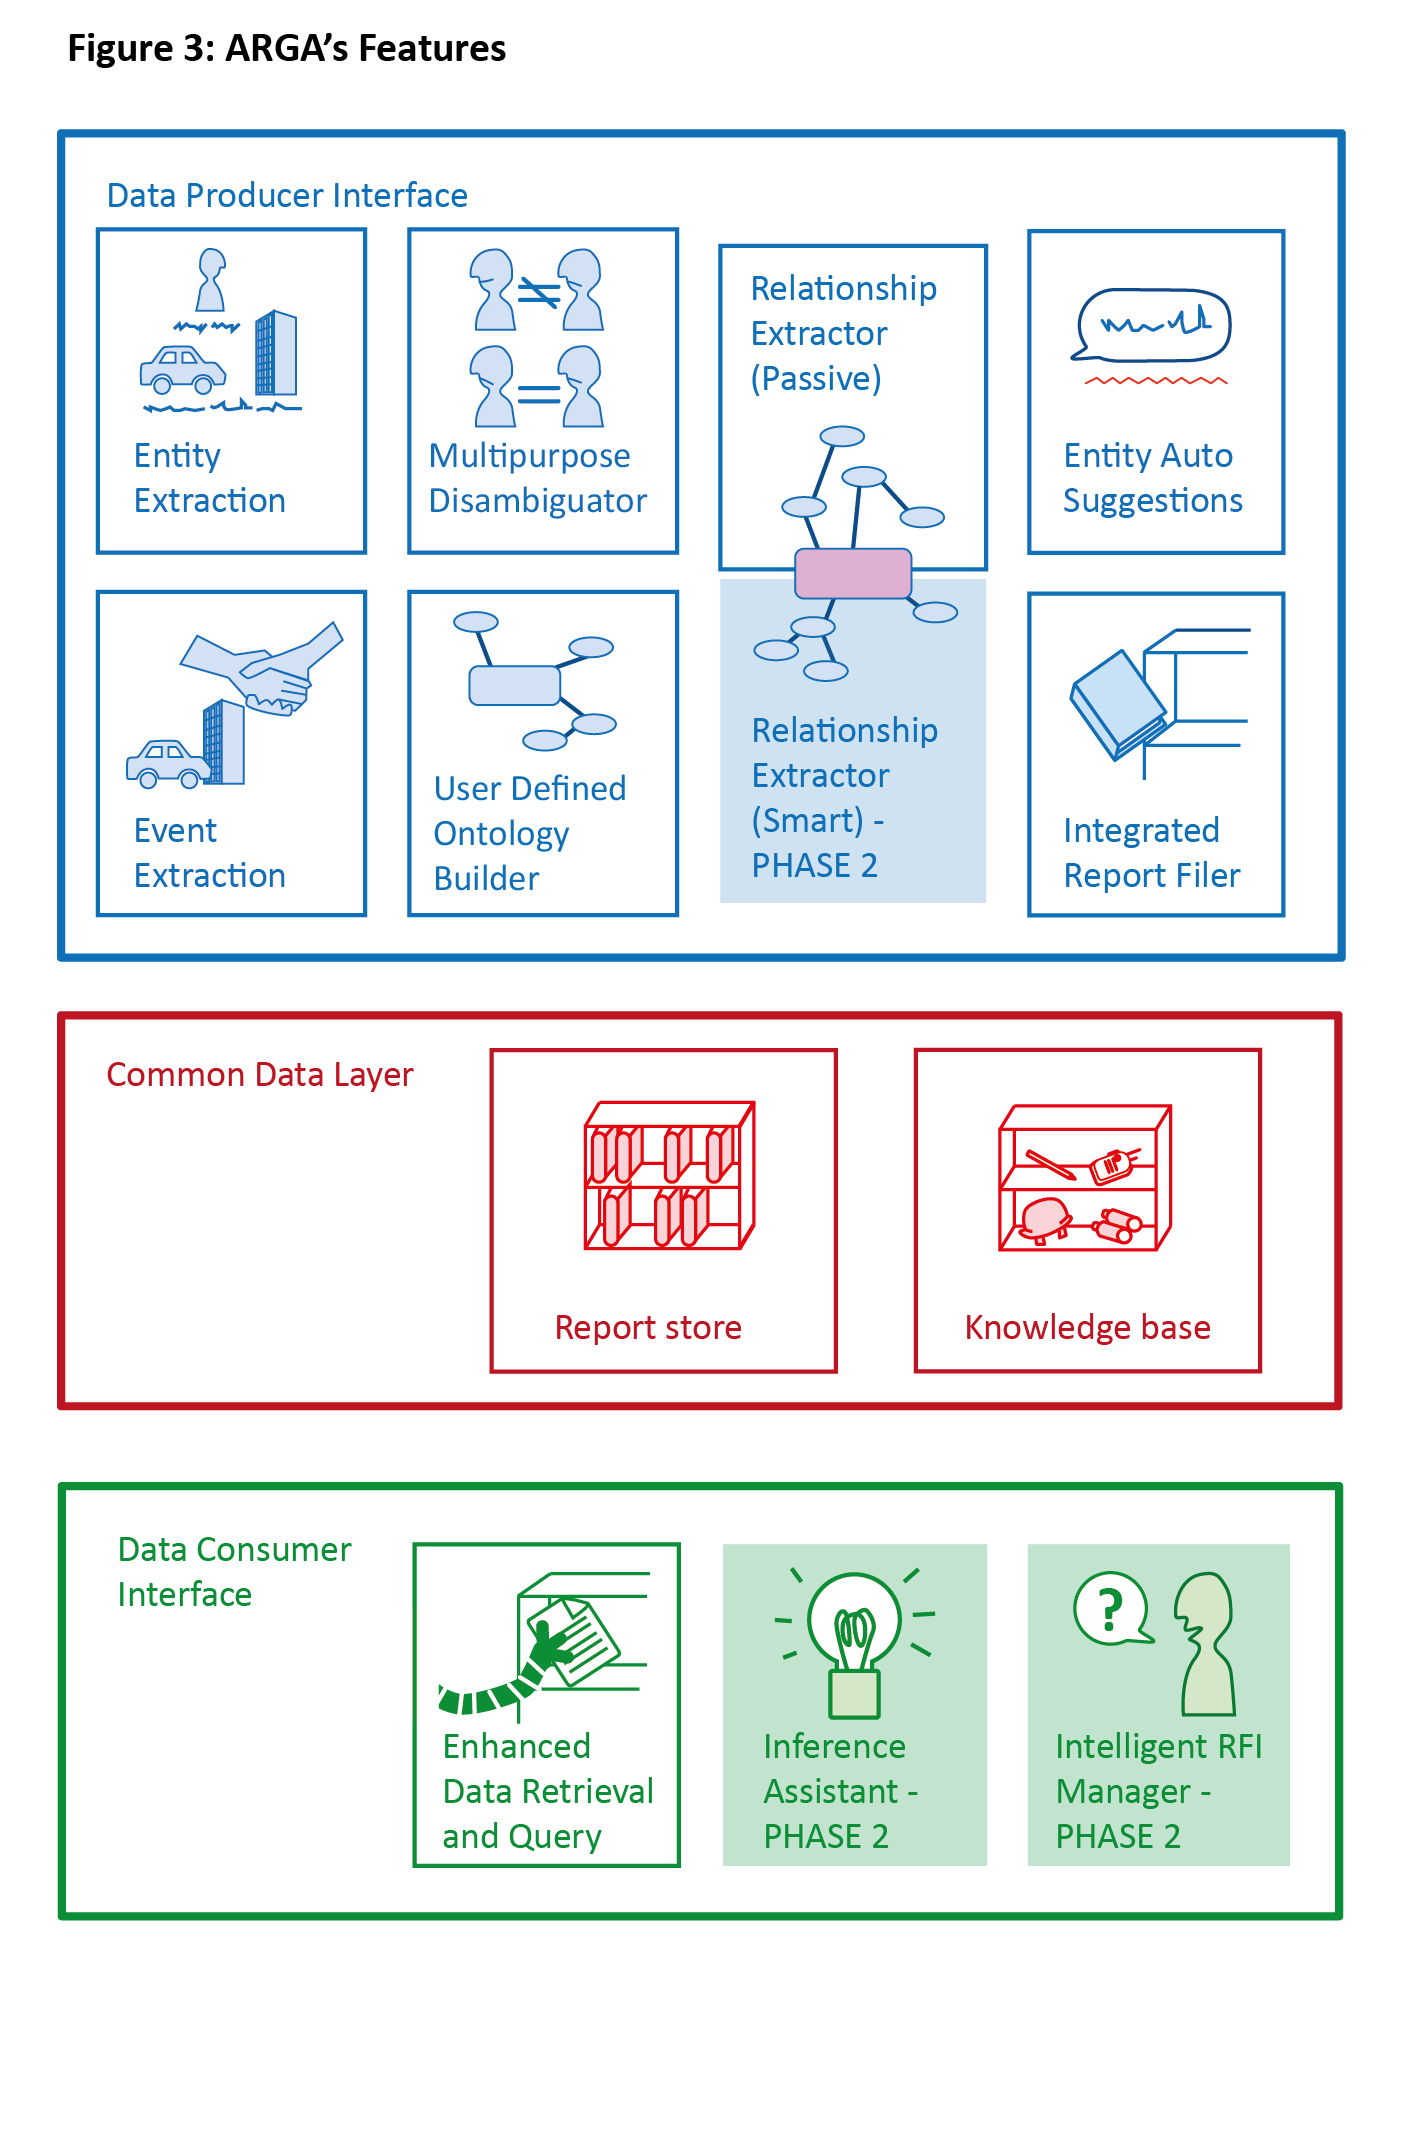 Figure 3: ARGA’s Features
Data Producer Interface
Entity
Extraction
Multipurpose
Disambiguator
Relationship
Extractor
(Passive)
Entity Auto
Suggestions
Event
Extraction
User Defined
Ontology
Builder
Relationship
Extractor
(Smart) -
PHASE 2
Integrated
Report Filer
Common Data Layer
Report store
Knowledge base
Data Consumer
Interface
Enhanced
Data Retrieval
and Query
Inference
Assistant -
PHASE 2
?
Intelligent RFI
Manager -
PHASE 2